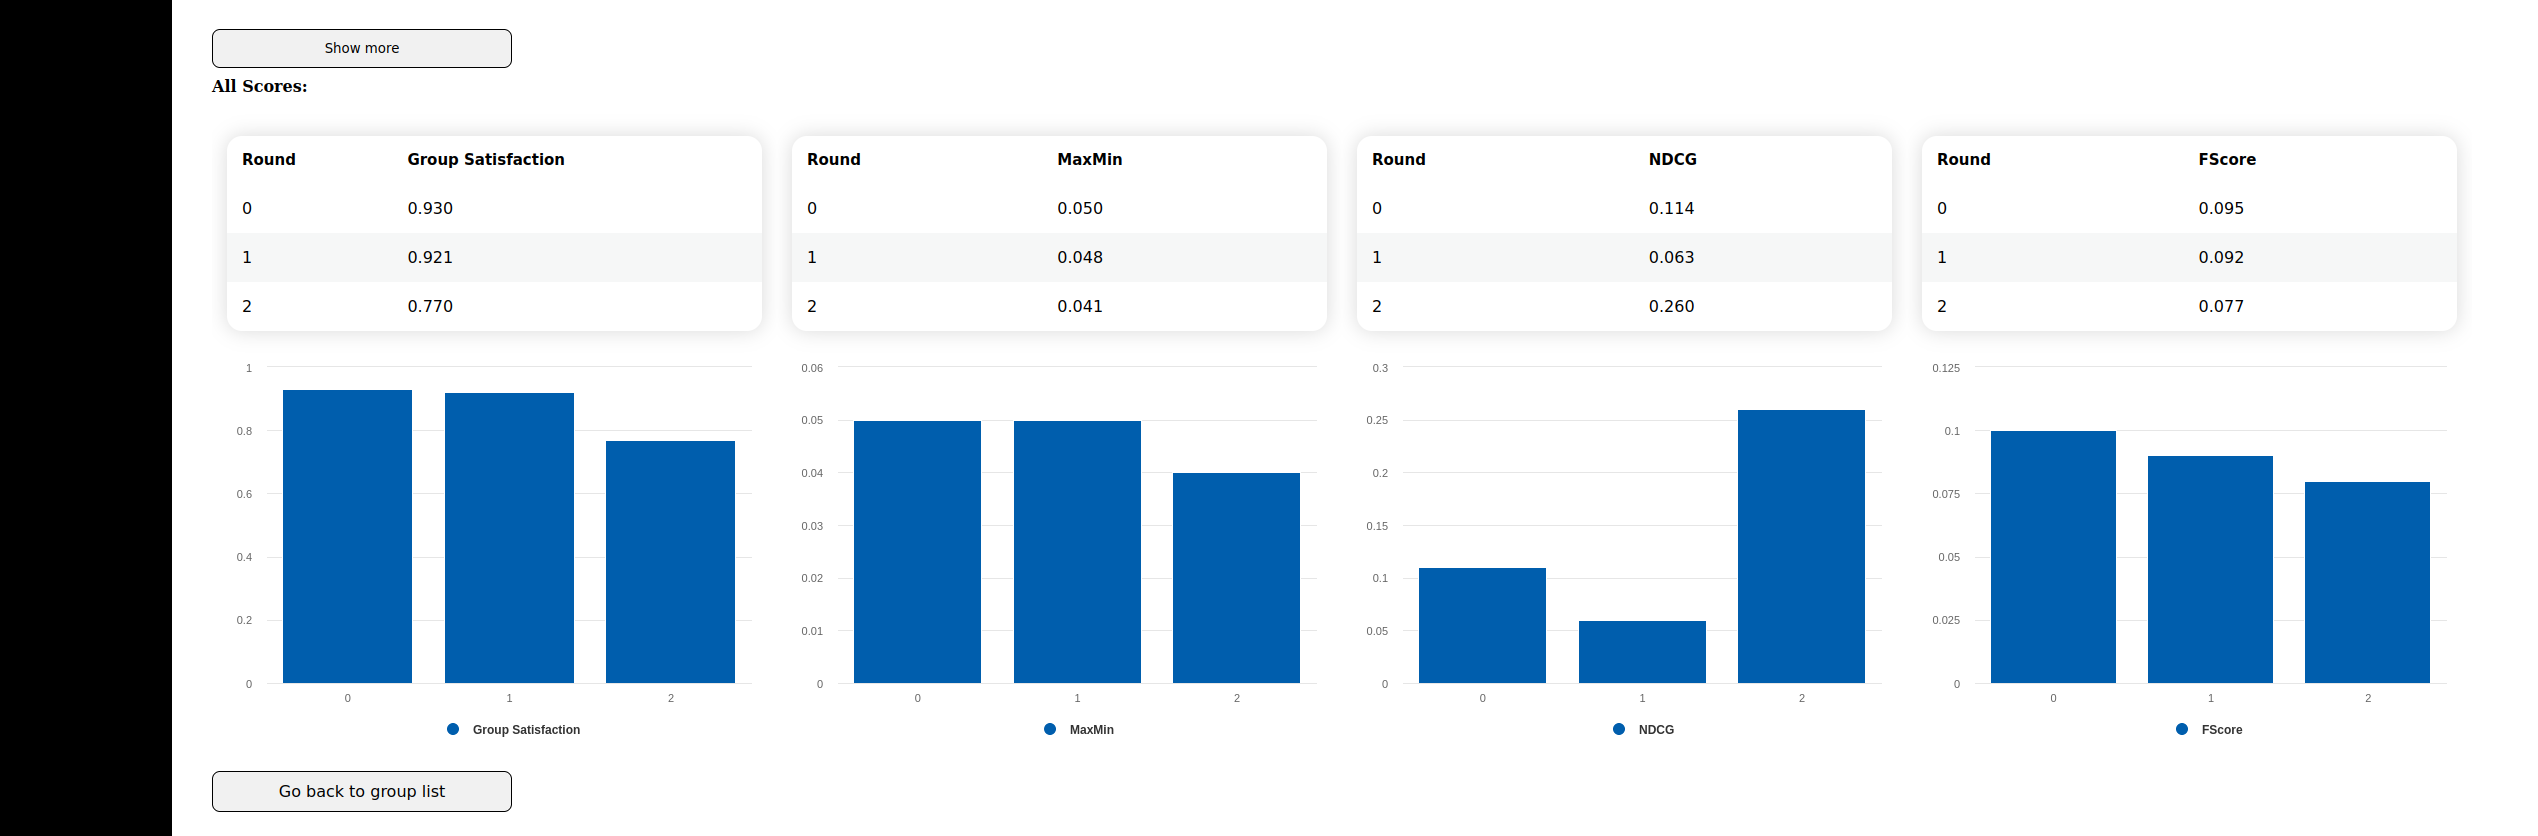 Show more
All Scores:
Round Group Satisfaction
0 0.930
1 0.921
2 0.770
Round MaxMin
0 0.050
1 0.048
2 0.041
Round NDCG
0 0.114
1 0.063
2 0.260
Round FScore
0 0.095
1 0.092
2 0.077
1
0.8
0.6
0.4
0.2
0
0 1 2
Group Satisfaction
0.06
0.05
0.04
0.03
0.02
0.01
0
0 1 2
MaxMin
0.3
0.25
0.2
0.15
0.1
0.05
0
0 1 2
NDCG
0.125
0.1
0.075
0.05
0.025
0
0 1 2
FScore
Go back to group list